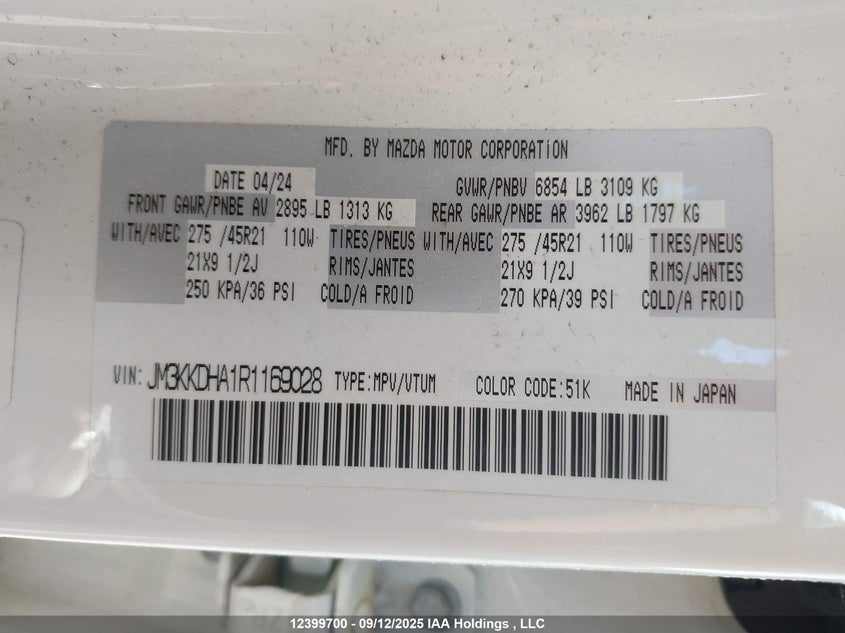 MFD. BY MAZDA MOTOR CORPORATION
DATE 04/24 GVWR/PNBV 6854 LB 3109 KG
FRONT GAWR/PNBE AV 2895 LB 1313 KG REAR GAWR/PNBE AR 3962 LB 1797 KG
WITH/AVEC 275 /45R21 110W TIRES/PNEUS WITH/AVEC 275 /45R21 110W TIRES/PNEUS
21X9 1/2J RIMS/JANTES 21X9 1/2J RIMS/JANTES
250 KPA/36 PSI COLD/A FROID 270 KPA/39 PSI COLD/A FROID
VIN: JM3KKDHA1R1169028 TYPE:MPV/VTUM COLOR CODE:51K MADE IN JAPAN
12399700 - 09/12/2025 IAA Holdings , LLC